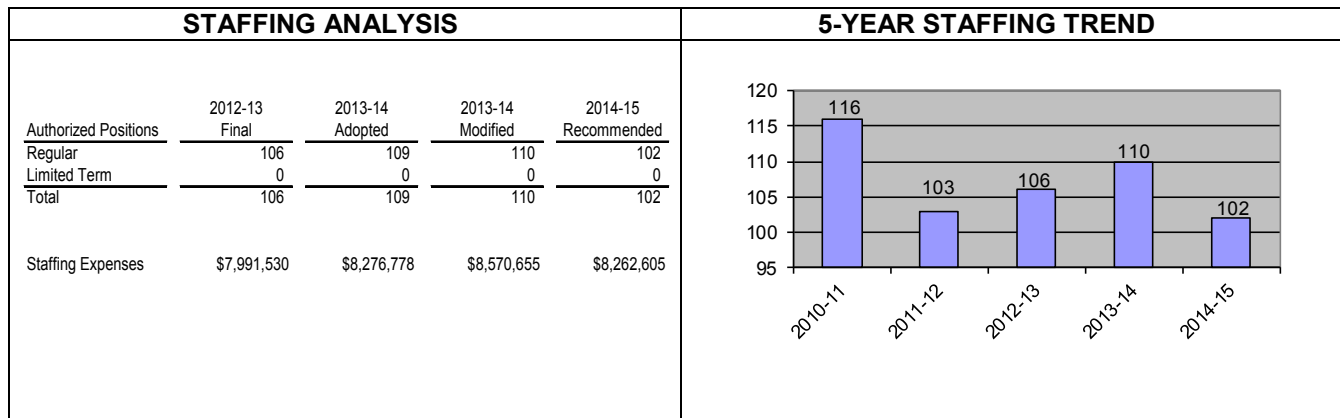 STAFFING ANALYSIS
2012-13 2013-14 2013-14 2014-15
Authorized Positions Final Adopted Modified Recommended
Regular 106 109 110 102
Limited Term 0 0 0 0
Total 106 109 110 102
Staffing Expenses $7,991,530 $8,276,778 $8,570,655 $8,262,605
5-YEAR STAFFING TREND
120
115
110
105
100
95
116
103
106
110
102
2010-11
2011-12
2012-13
2013-14
2014-15